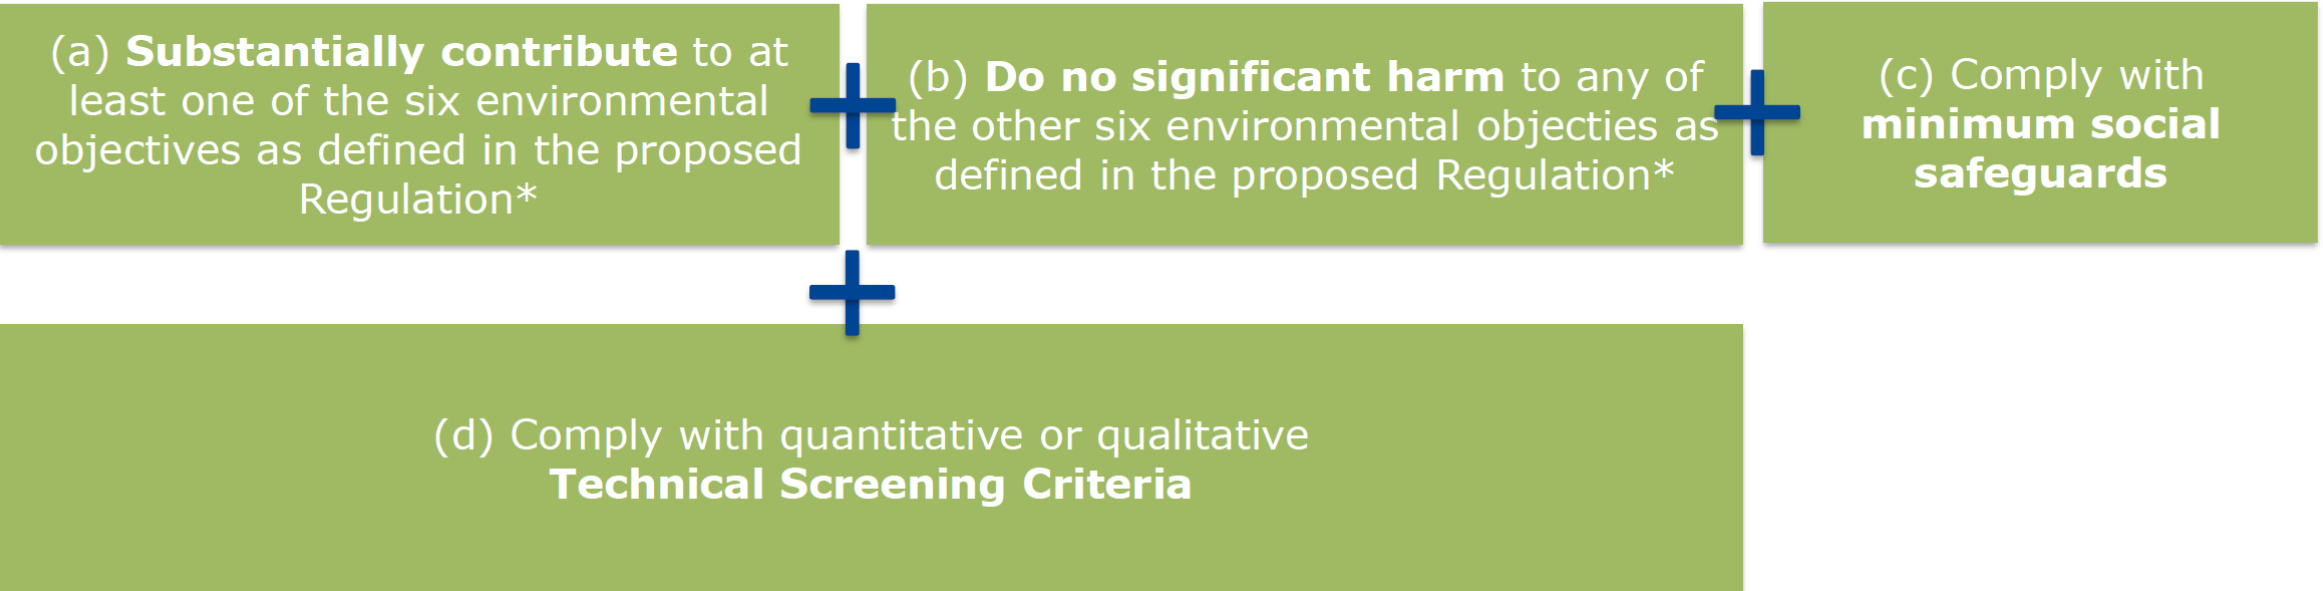 (a) Substantially contribute to at
least one of the six environmental
objectives as defined in the proposed
Regulation*
(b) Do no significant harm to any of
the other six environmental objecties as
defined in the proposed Regulation*
(c) Comply with
minimum social
safeguards
(d) Comply with quantitative or qualitative
Technical Screening Criteria